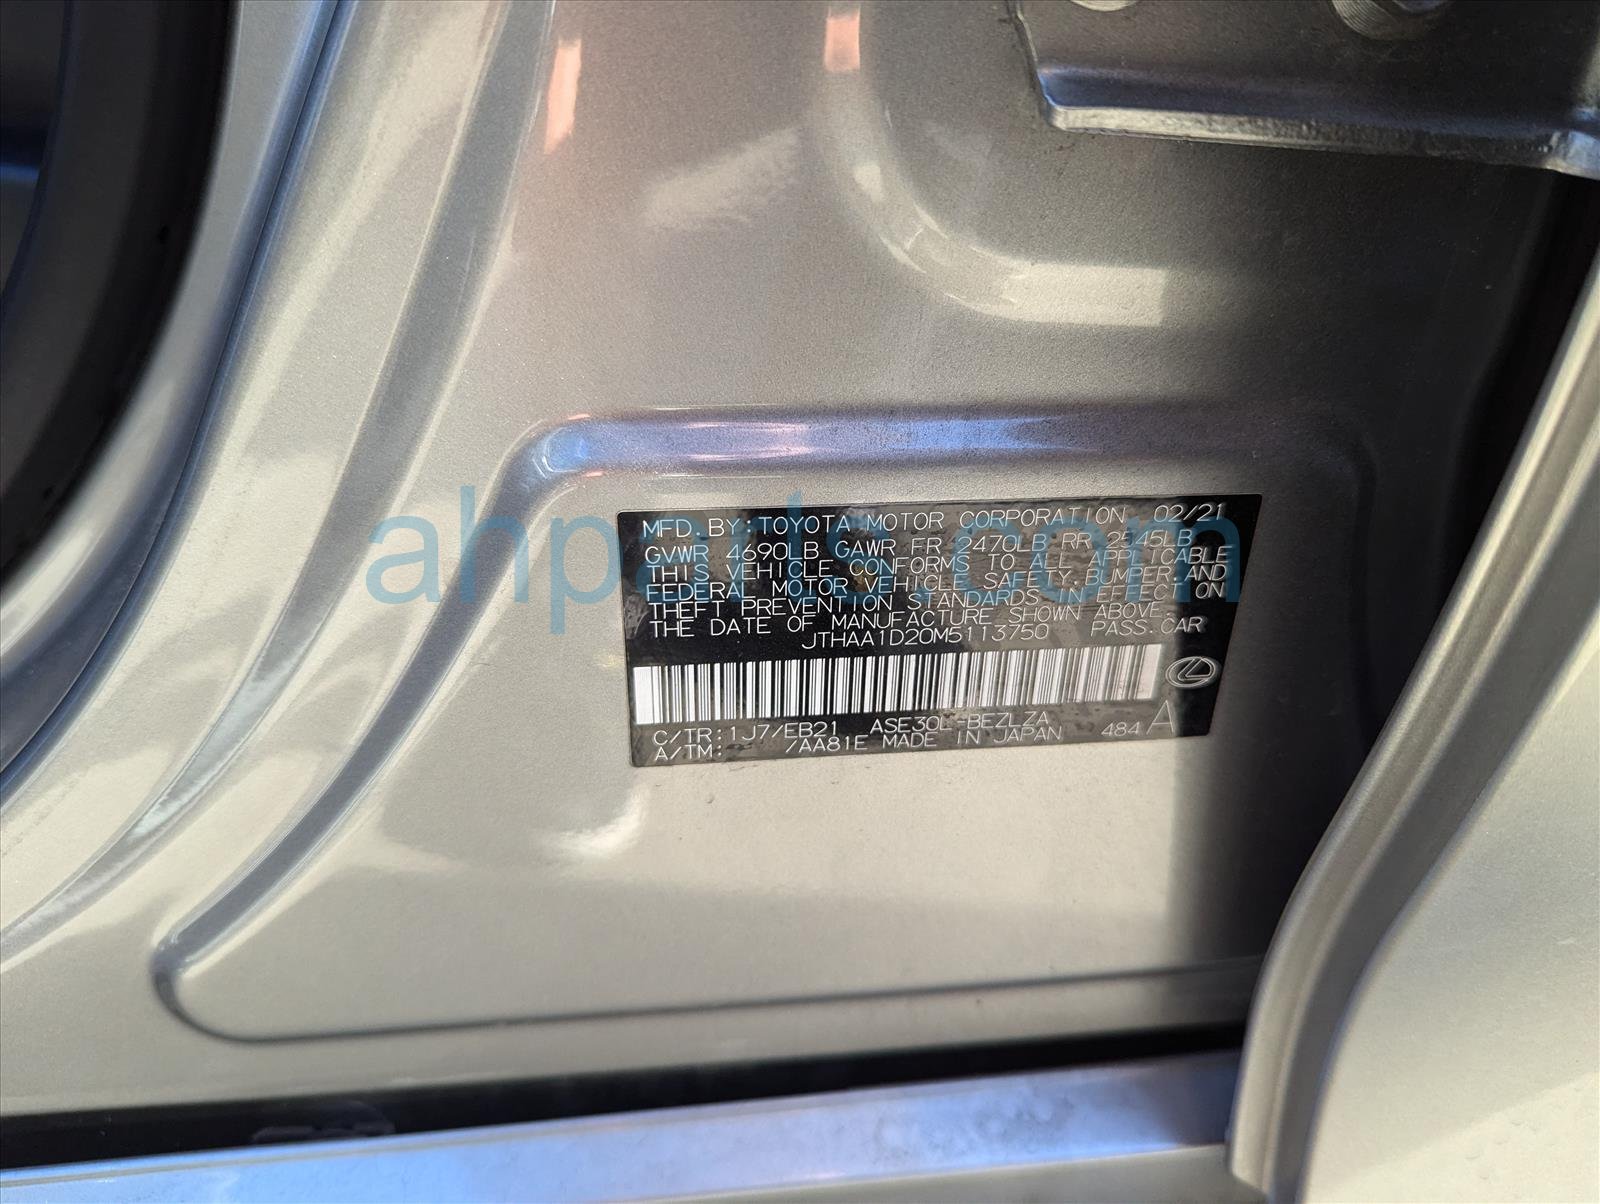 MFD. BY: TOYOTA MOTOR CORPORATION 02/21
GVWR 4690LB GAWR FR 2470LB RR 2545LB
THIS VEHICLE CONFORMS TO ALL APPLICABLE
FEDERAL MOTOR VEHICLE SAFETY, BUMPER, AND
THEFT PREVENTION STANDARDS IN EFFECT ON
THE DATE OF MANUFACTURE SHOWN ABOVE.
JTHAA1D20M5113750 PASS. CAR
C/TR: 1J7/EB21 ASE30L-BEZLZA 484 A
A/TM: /AA81E MADE IN JAPAN
ahparts.com